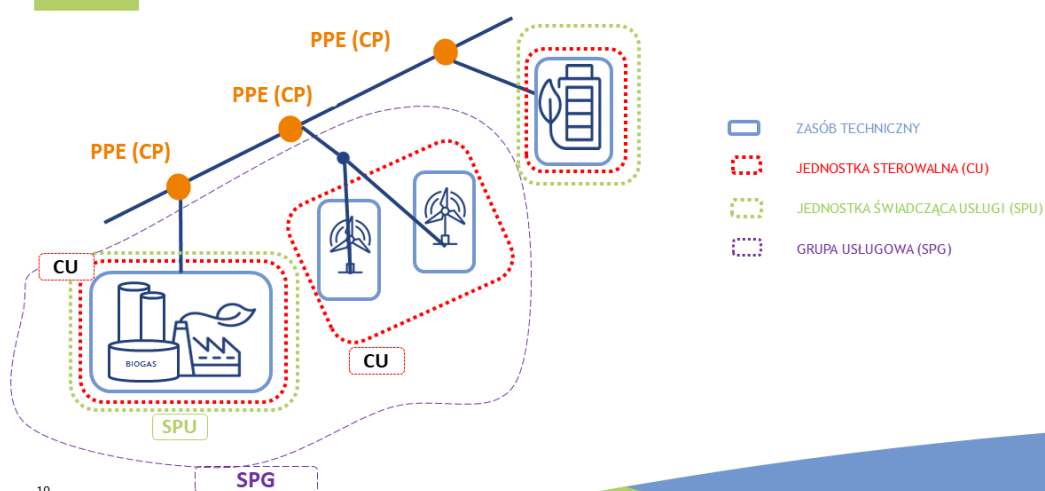 PPE (CP)
PPE (CP)
PPE (CP)
ZASÓB TECHNICZNY
JEDNOSTKA STEROWALNA (CU)
JEDNOSTKA ŚWIADCZĄCA USŁUGI (SPU)
GRUPA USŁUGOWA (SPG)
CU
BIOGAS
CU
SPU
SPG